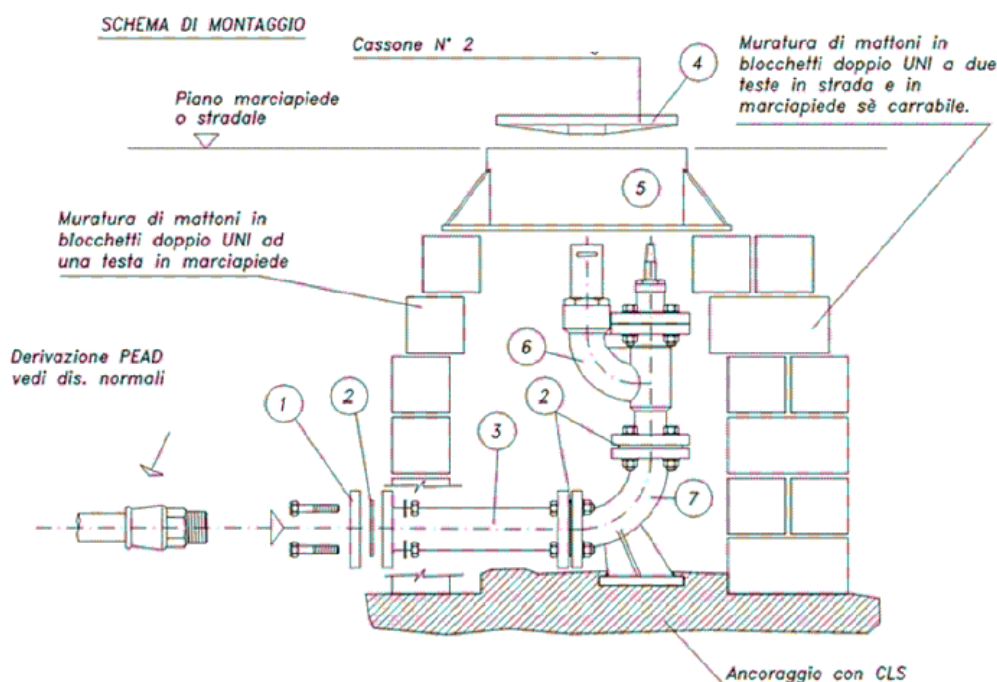 SCHEMA DI MONTAGGIO
Cassone N° 2
4
Muratura di mattoni in
blocchetti doppio UNI a due
teste in strada e in
marciapiede sè carrabile.
Piano marciapiede
o stradale
5
Muratura di mattoni in
blocchetti doppio UNI ad
una testa in marciapiede
6
Derivazione PEAD
vedi dis. normali
1
2
3
2
7
Ancoraggio con CLS